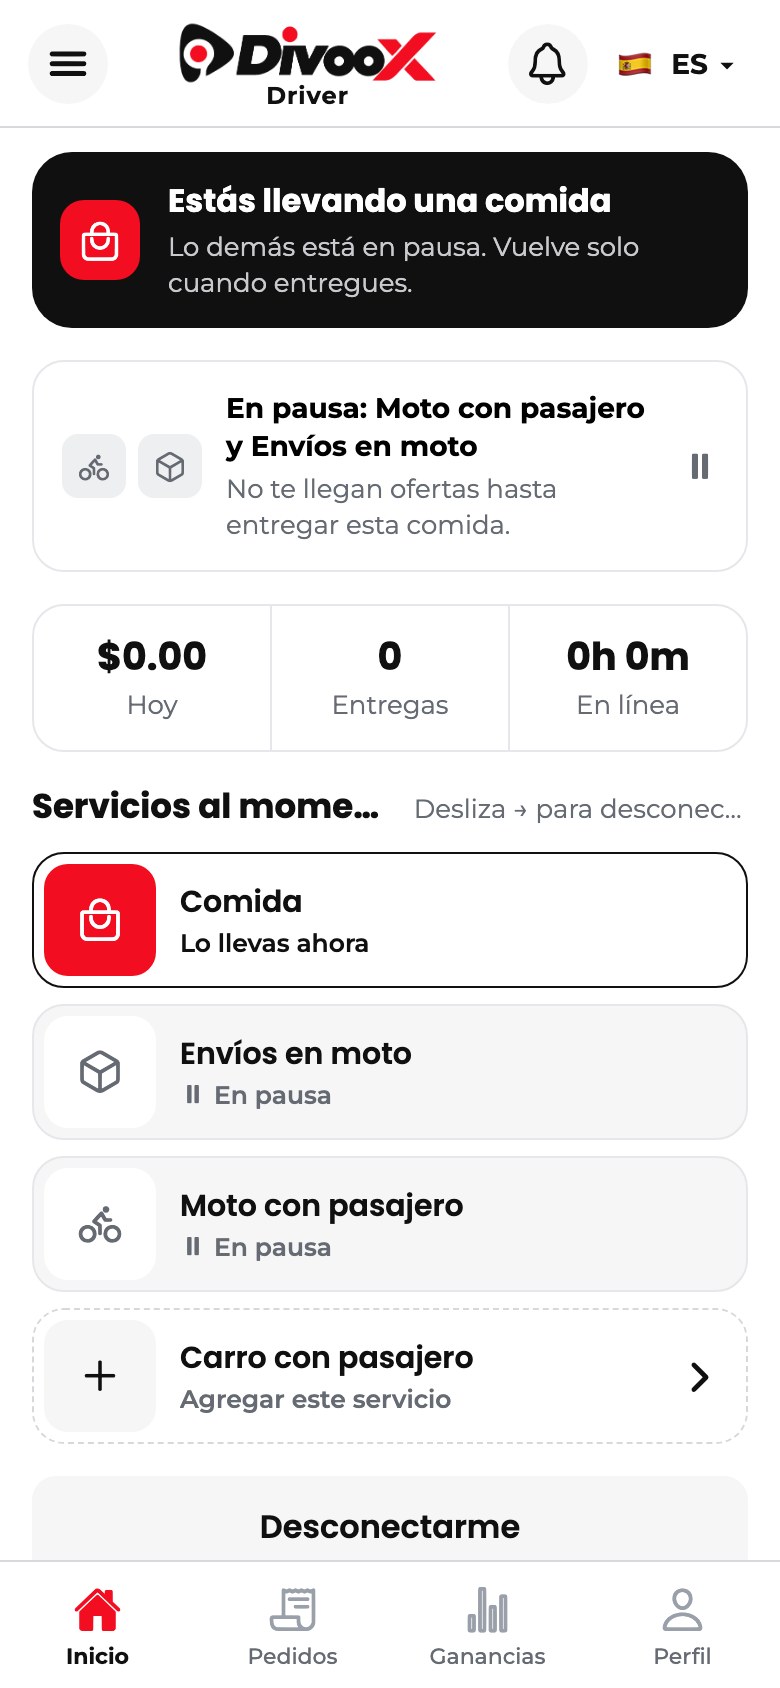 DivooX
Driver
ES
Estás llevando una comida
Lo demás está en pausa. Vuelve solo
cuando entregues.
En pausa: Moto con pasajero
y Envíos en moto
No te llegan ofertas hasta
entregar esta comida.
$0.00
Hoy
0
Entregas
0h 0m
En línea
Servicios al mome...
Desliza → para desconec...
Comida
Lo llevas ahora
Envíos en moto
En pausa
Moto con pasajero
En pausa
Carro con pasajero
Agregar este servicio
Desconectarme
Inicio
Pedidos
Ganancias
Perfil